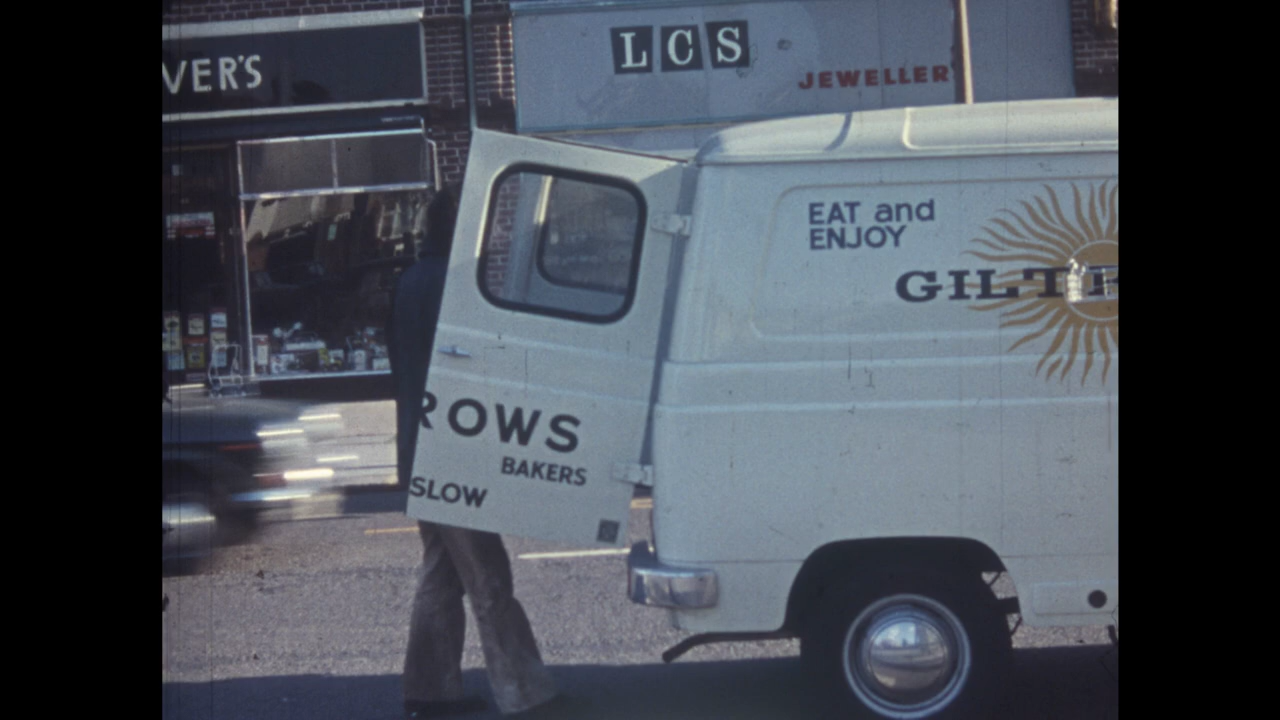 VER'S
LCS
JEWELLER
EAT and
ENJOY
GILT
ROWS
BAKERS
SLOW